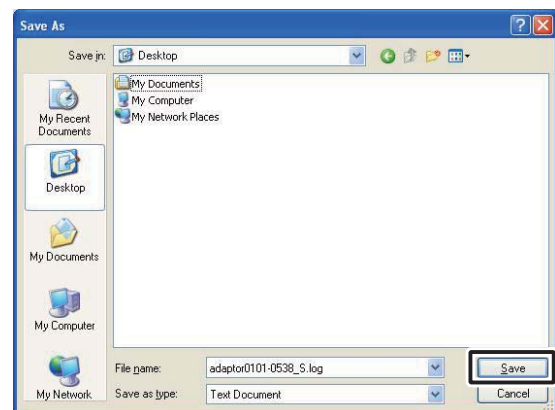 Save As
Save in: Desktop
My Recent
Documents
Desktop
My Documents
My Computer
My Network
My Documents
My Computer
My Network Places
File name: adaptor0101-0538_S.log Save
Save as type: Text Document Cancel